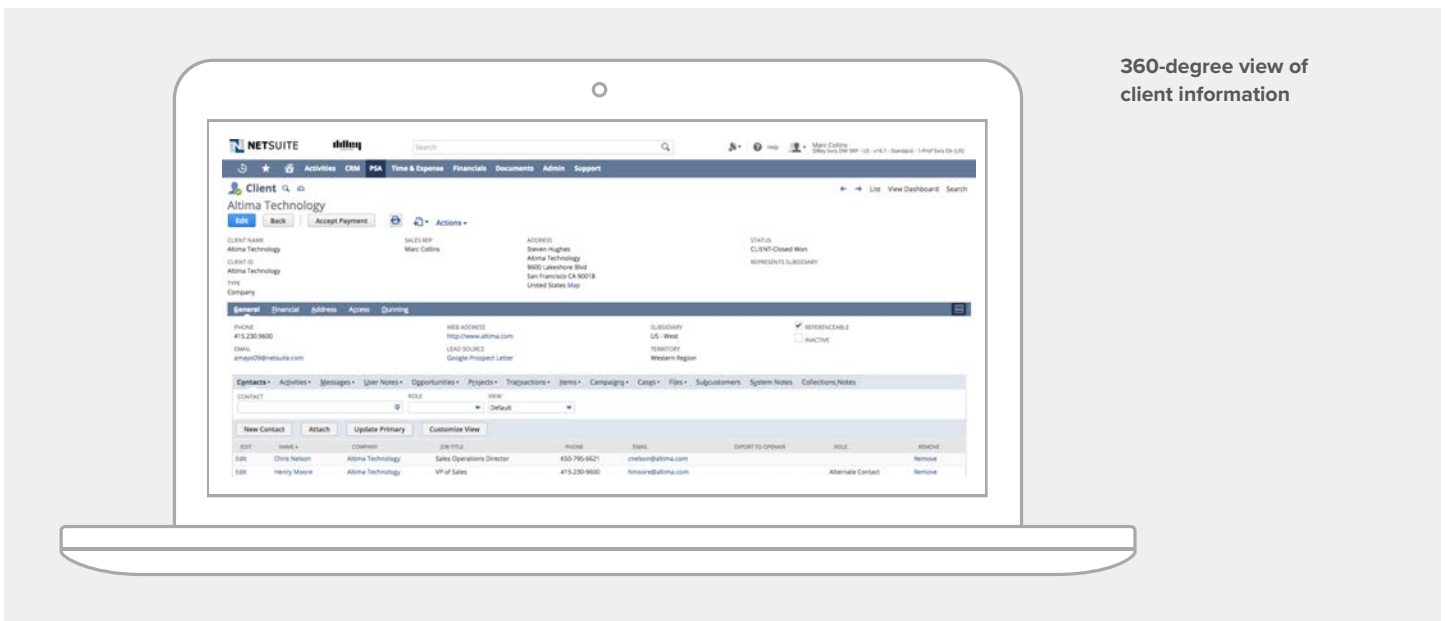 360-degree view of
client information
NETSUITE dilley Search Help Marc Collins
Activities CRM PSA Time & Expense Financials Documents Admin Support
Client List View Dashboard Search
Altima Technology
Edit Back Accept Payment Actions
CLIENT NAME SALES REP ADDRESS STATUS
Altima Technology Marc Collins Steven Hughes CLIENT-Closed Won
Altima Technology
CLIENT ID 9600 Lakeshore Blvd REPRESENTS SUBSIDIARY
Altima Technology San Francisco CA 90018
TYPE United States Map
Company
General Financial Address Access Dunning
PHONE WEB ADDRESS SUBSIDIARY REFERENCEABLE
415.230.9600 http://www.altima.com US - West INACTIVE
EMAIL LEAD SOURCE TERRITORY
amays09@netsuite.com Google-Prospect Letter Western Region
Contacts Activities Messages User Notes Opportunities Projects Transactions Items Campaigns Cases Files Subcustomers System Notes Collections Notes
CONTACT ROLE VIEW
Default
New Contact Attach Update Primary Customize View
EDIT NAME COMPANY JOB TITLE PHONE EMAIL EXPORT TO OPENAIR ROLE REMOVE
Edit Chris Nelson Altima Technology Sales Operations Director 650-795-6621 cnelson@altima.com Remove
Edit Henry Moore Altima Technology VP of Sales 415-230-9600 hmoore@altima.com Alternate Contact Remove